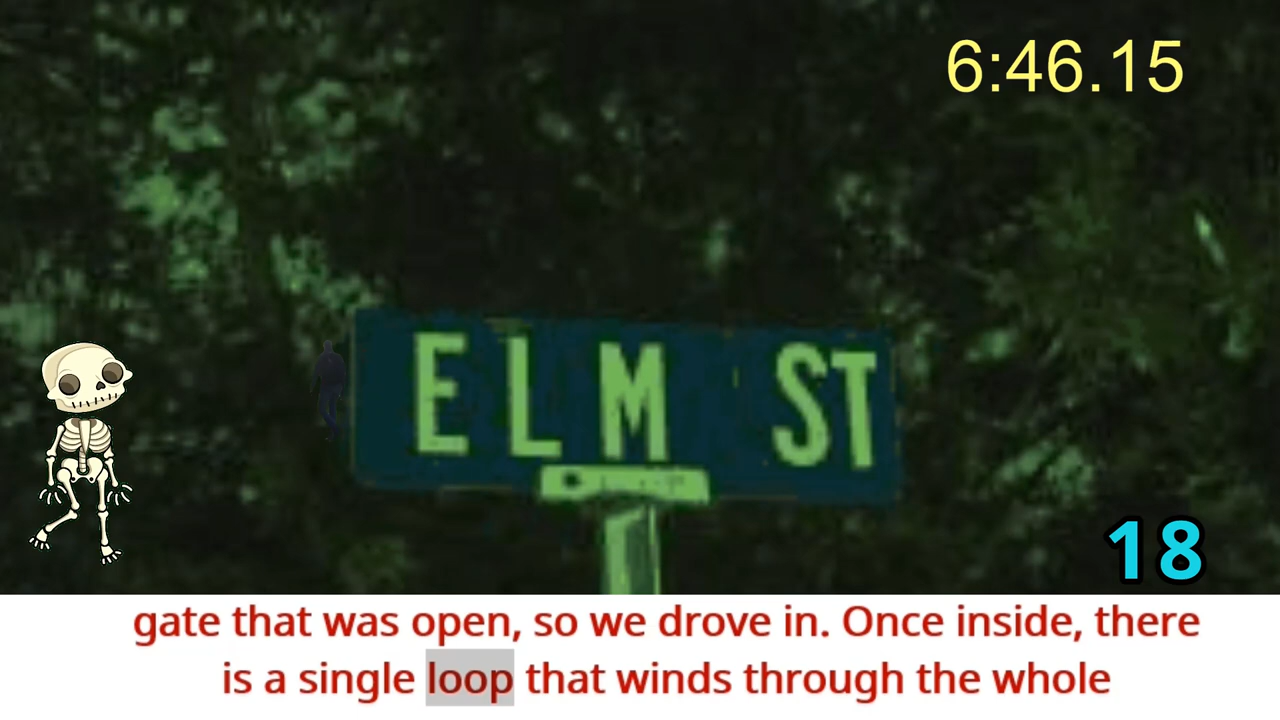 6:46.15
ELM ST
18
gate that was open, so we drove in. Once inside, there
is a single loop that winds through the whole